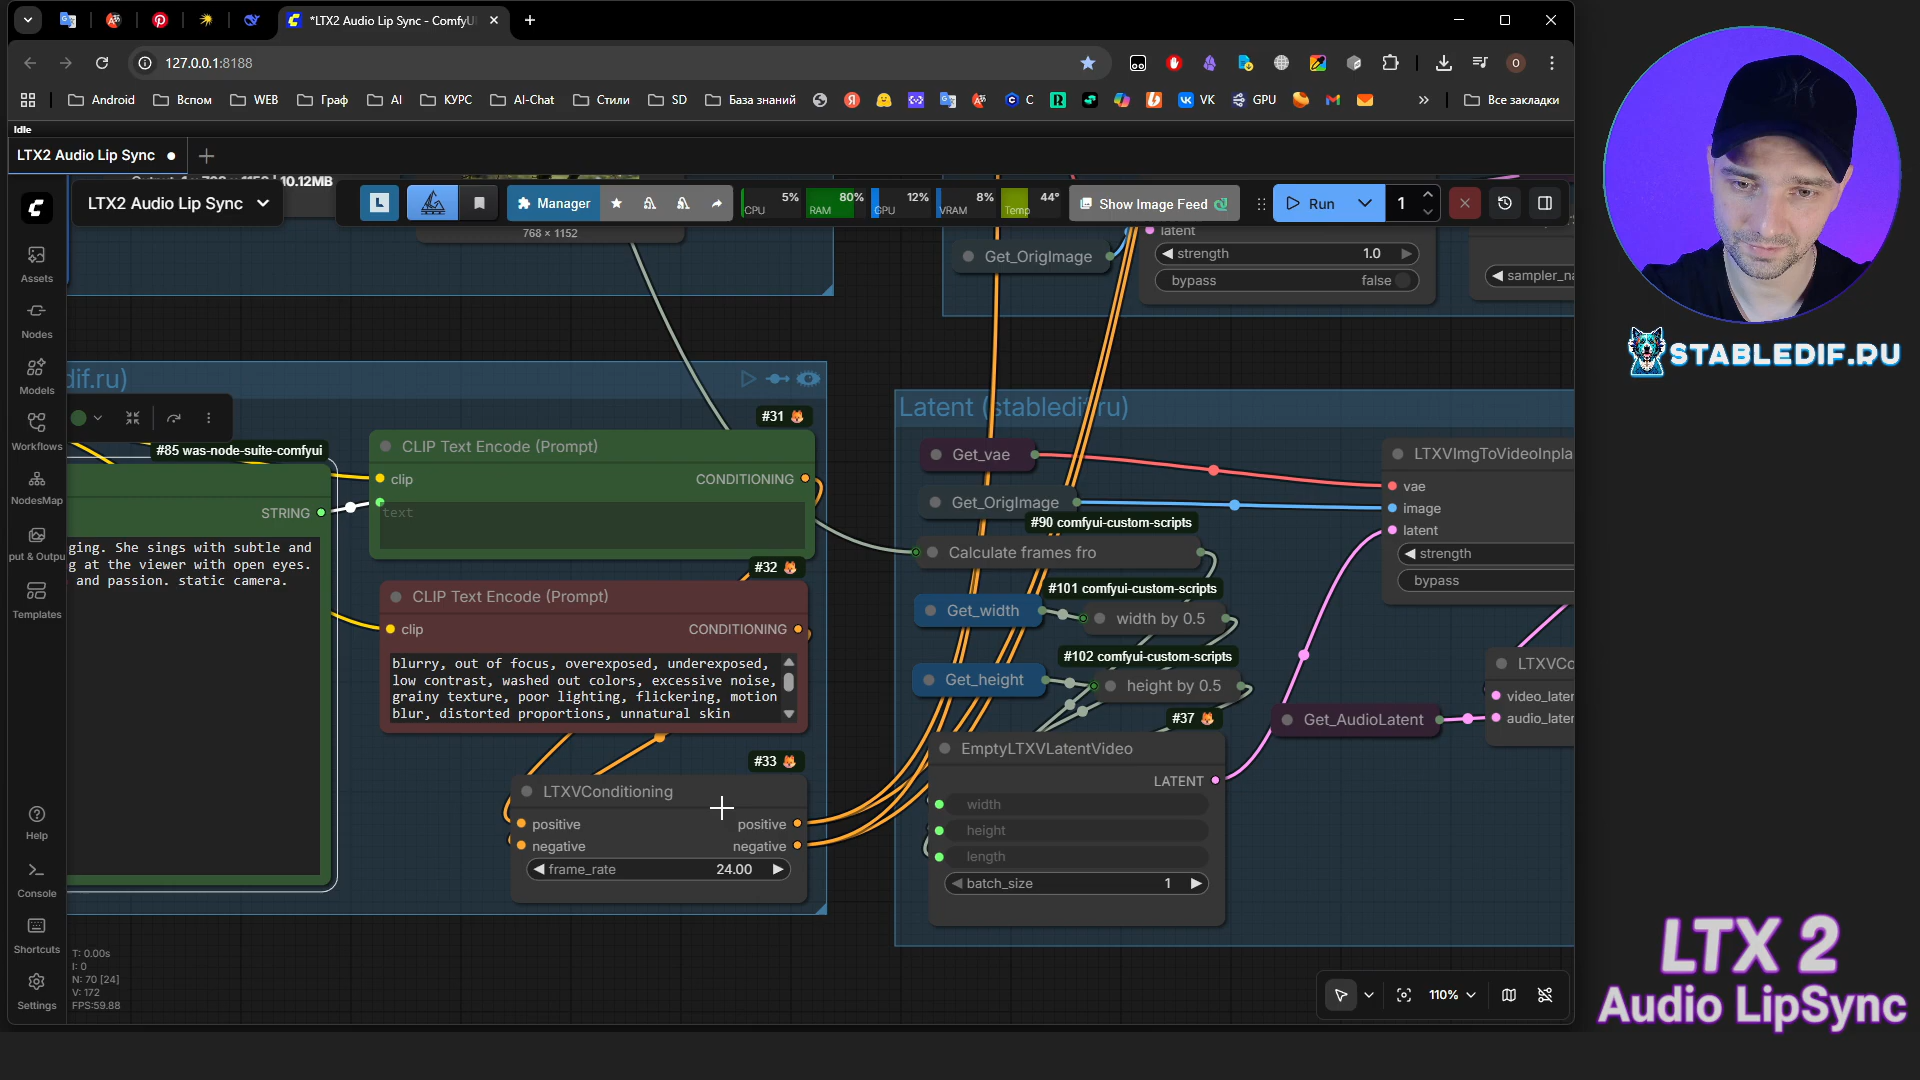 *LTX2 Audio Lip Sync - ComfyUI
127.0.0.1:8188
Android
Вспом
WEB
Граф
AI
КУРС
AI-Chat
Стили
SD
База знаний
C
VK
GPU
»
Все закладки
Idle
LTX2 Audio Lip Sync
10.12MB
LTX2 Audio Lip Sync
L
Manager
CPU 5%
RAM 80%
GPU 12%
VRAM 8%
Temp 44°
Show Image Feed
Run
1
768 × 1152
Assets
Nodes
Models
Workflows
NodesMap
Templates
Help
Console
Shortcuts
Settings
Get_OrigImage
latent
strength 1.0
bypass false
dif.ru)
#85 was-node-suite-comfyui
STRING
ging. She sings with subtle and
g at the viewer with open eyes.
and passion. static camera.
#31
CLIP Text Encode (Prompt)
clip
CONDITIONING
text
#32
CLIP Text Encode (Prompt)
clip
CONDITIONING
blurry, out of focus, overexposed, underexposed,
low contrast, washed out colors, excessive noise,
grainy texture, poor lighting, flickering, motion
blur, distorted proportions, unnatural skin
#33
LTXVConditioning
positive positive
negative negative
frame_rate 24.00
Latent (stabledif.ru)
Get_vae
Get_OrigImage
#90 comfyui-custom-scripts
Calculate frames fro
#101 comfyui-custom-scripts
Get_width
width by 0.5
#102 comfyui-custom-scripts
Get_height
height by 0.5
#37
EmptyLTXVLatentVideo
LATENT
width
height
length
batch_size 1
LTXVImgToVideoInpla
vae
image
latent
strength
bypass
Get_AudioLatent
LTXVCo
video_later
audio_later
T: 0.00s
I: 0
N: 70 [24]
V: 172
FPS:59.88
110%
STABLEDIF.RU
LTX 2
Audio LipSync